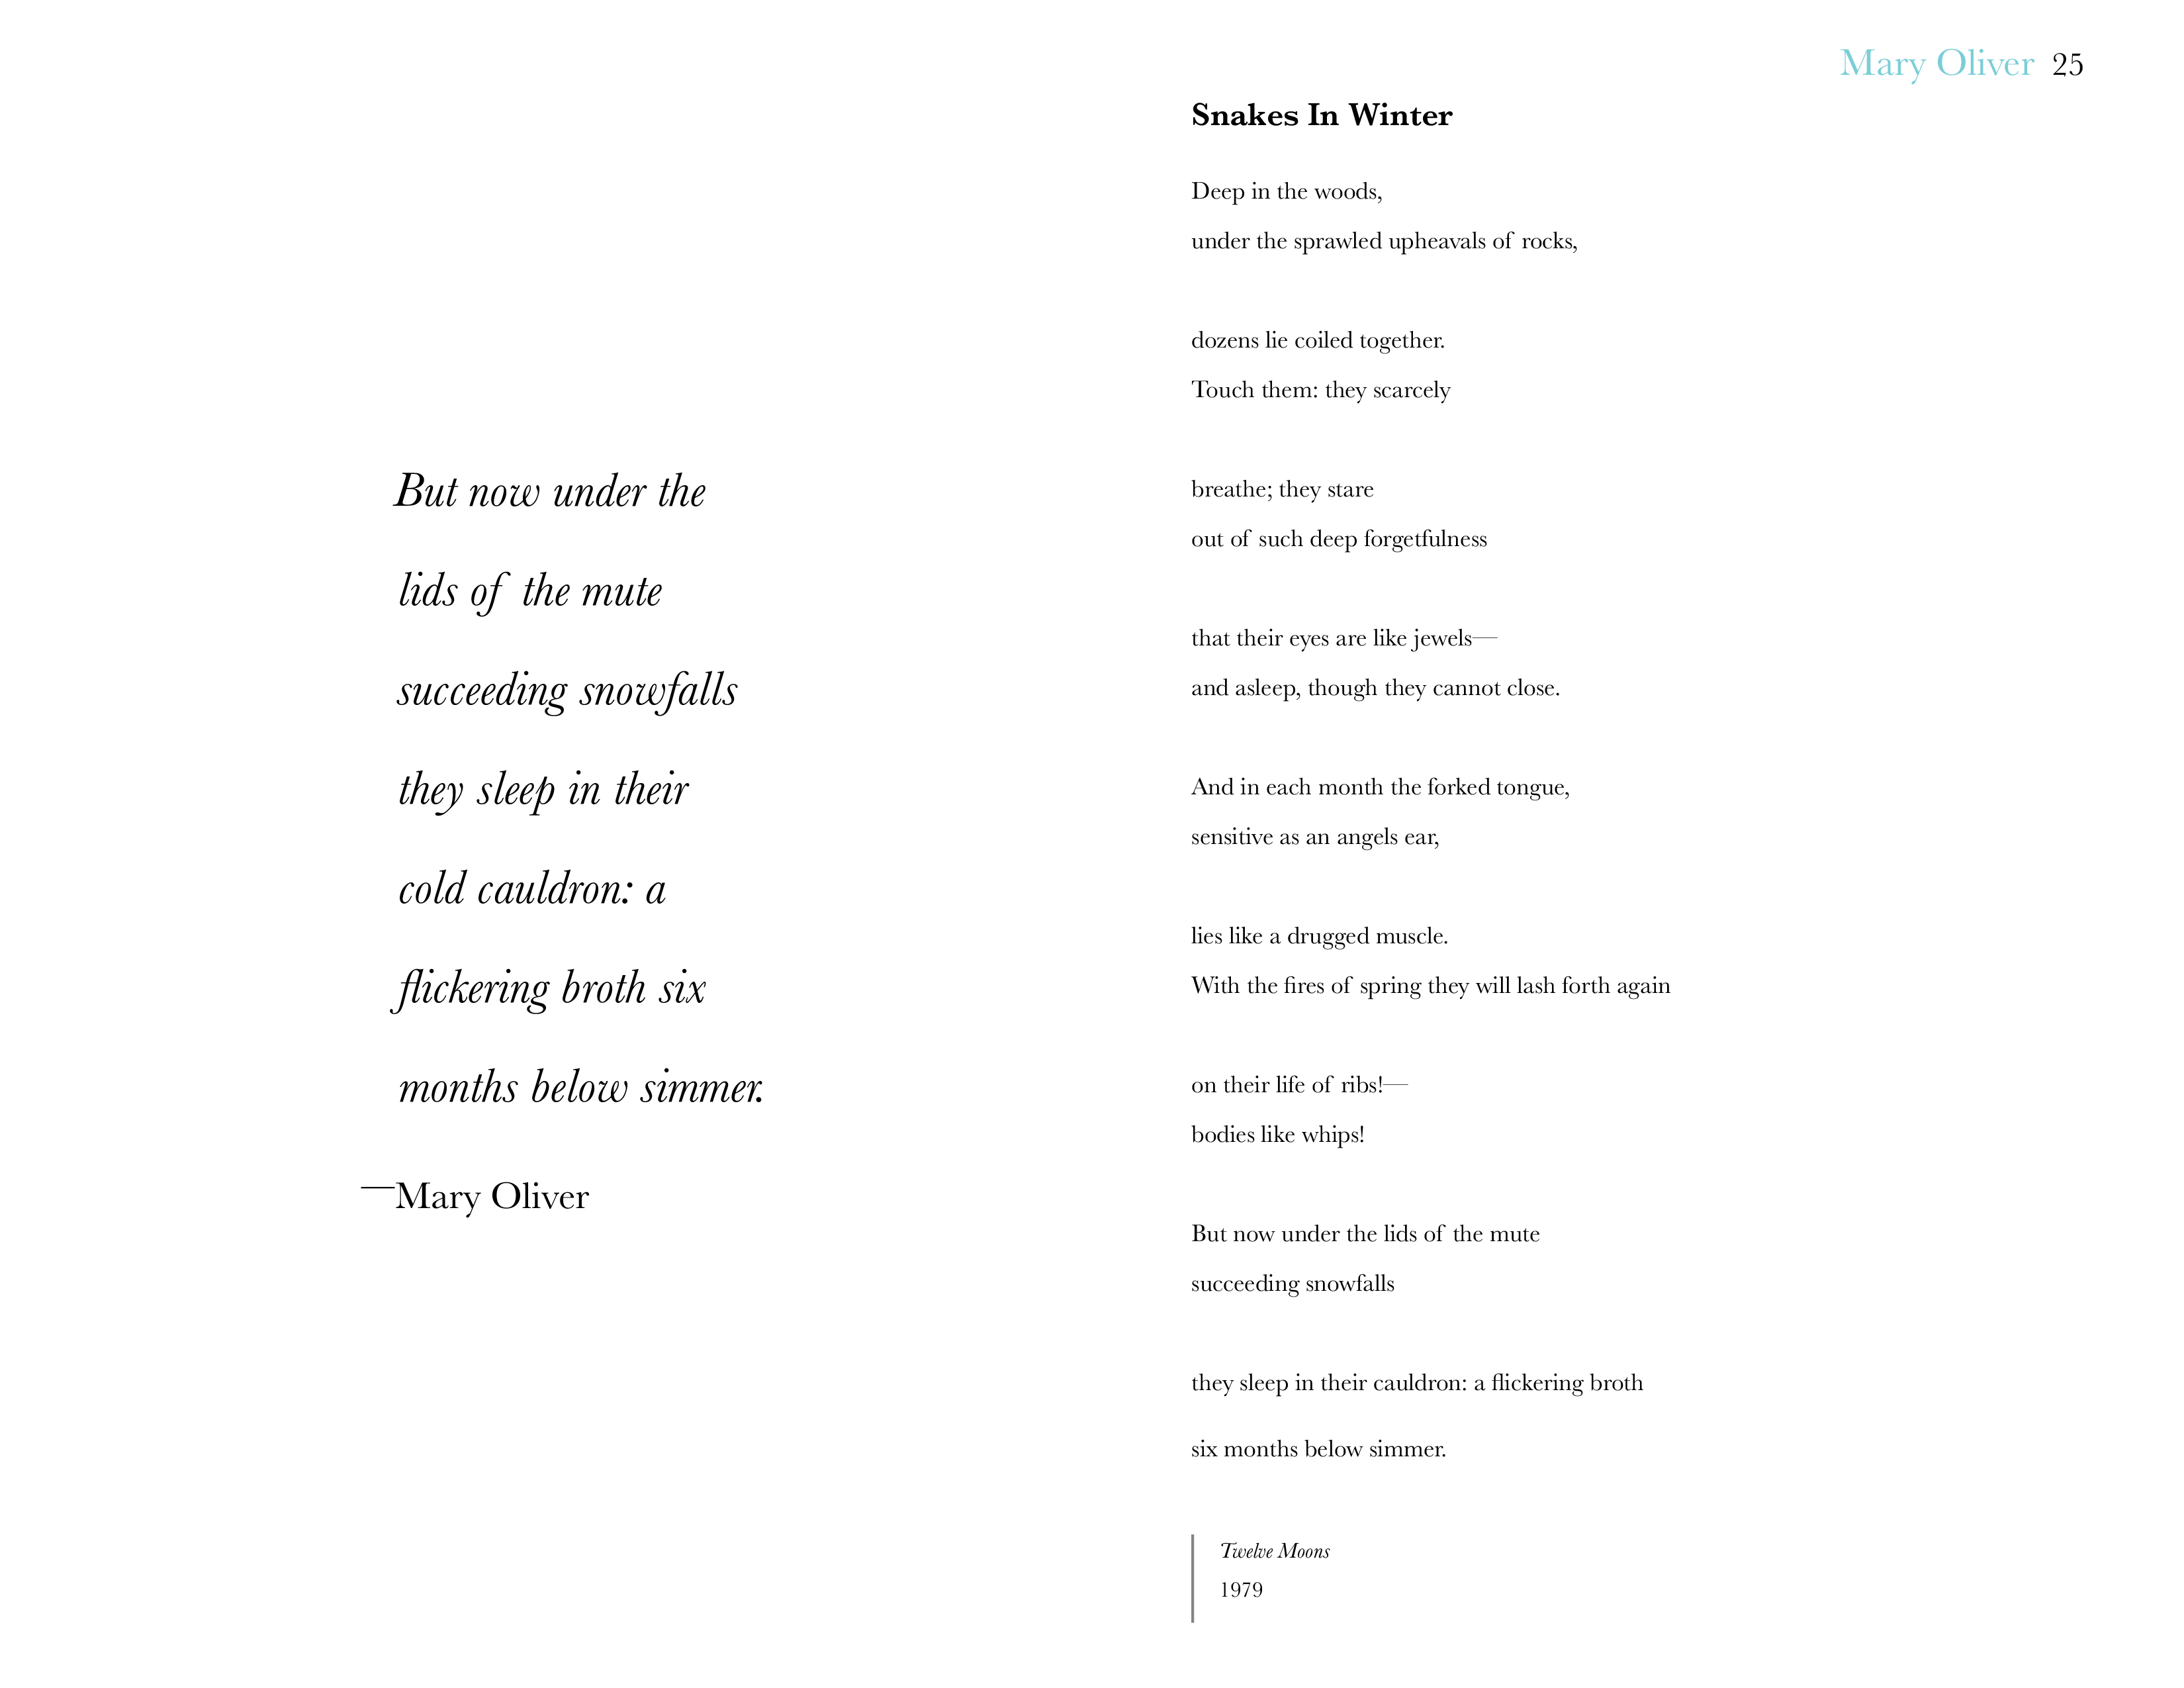 But now under the
lids of the mute
succeeding snowfalls
they sleep in their
cold cauldron: a
flickering broth six
months below simmer.
—Mary Oliver
Mary Oliver 25
Snakes In Winter
Deep in the woods,
under the sprawled upheavals of rocks,
dozens lie coiled together.
Touch them: they scarcely
breathe; they stare
out of such deep forgetfulness
that their eyes are like jewels—
and asleep, though they cannot close.
And in each month the forked tongue,
sensitive as an angels ear,
lies like a drugged muscle.
With the fires of spring they will lash forth again
on their life of ribs!—
bodies like whips!
But now under the lids of the mute
succeeding snowfalls
they sleep in their cauldron: a flickering broth
six months below simmer.
Twelve Moons
1979